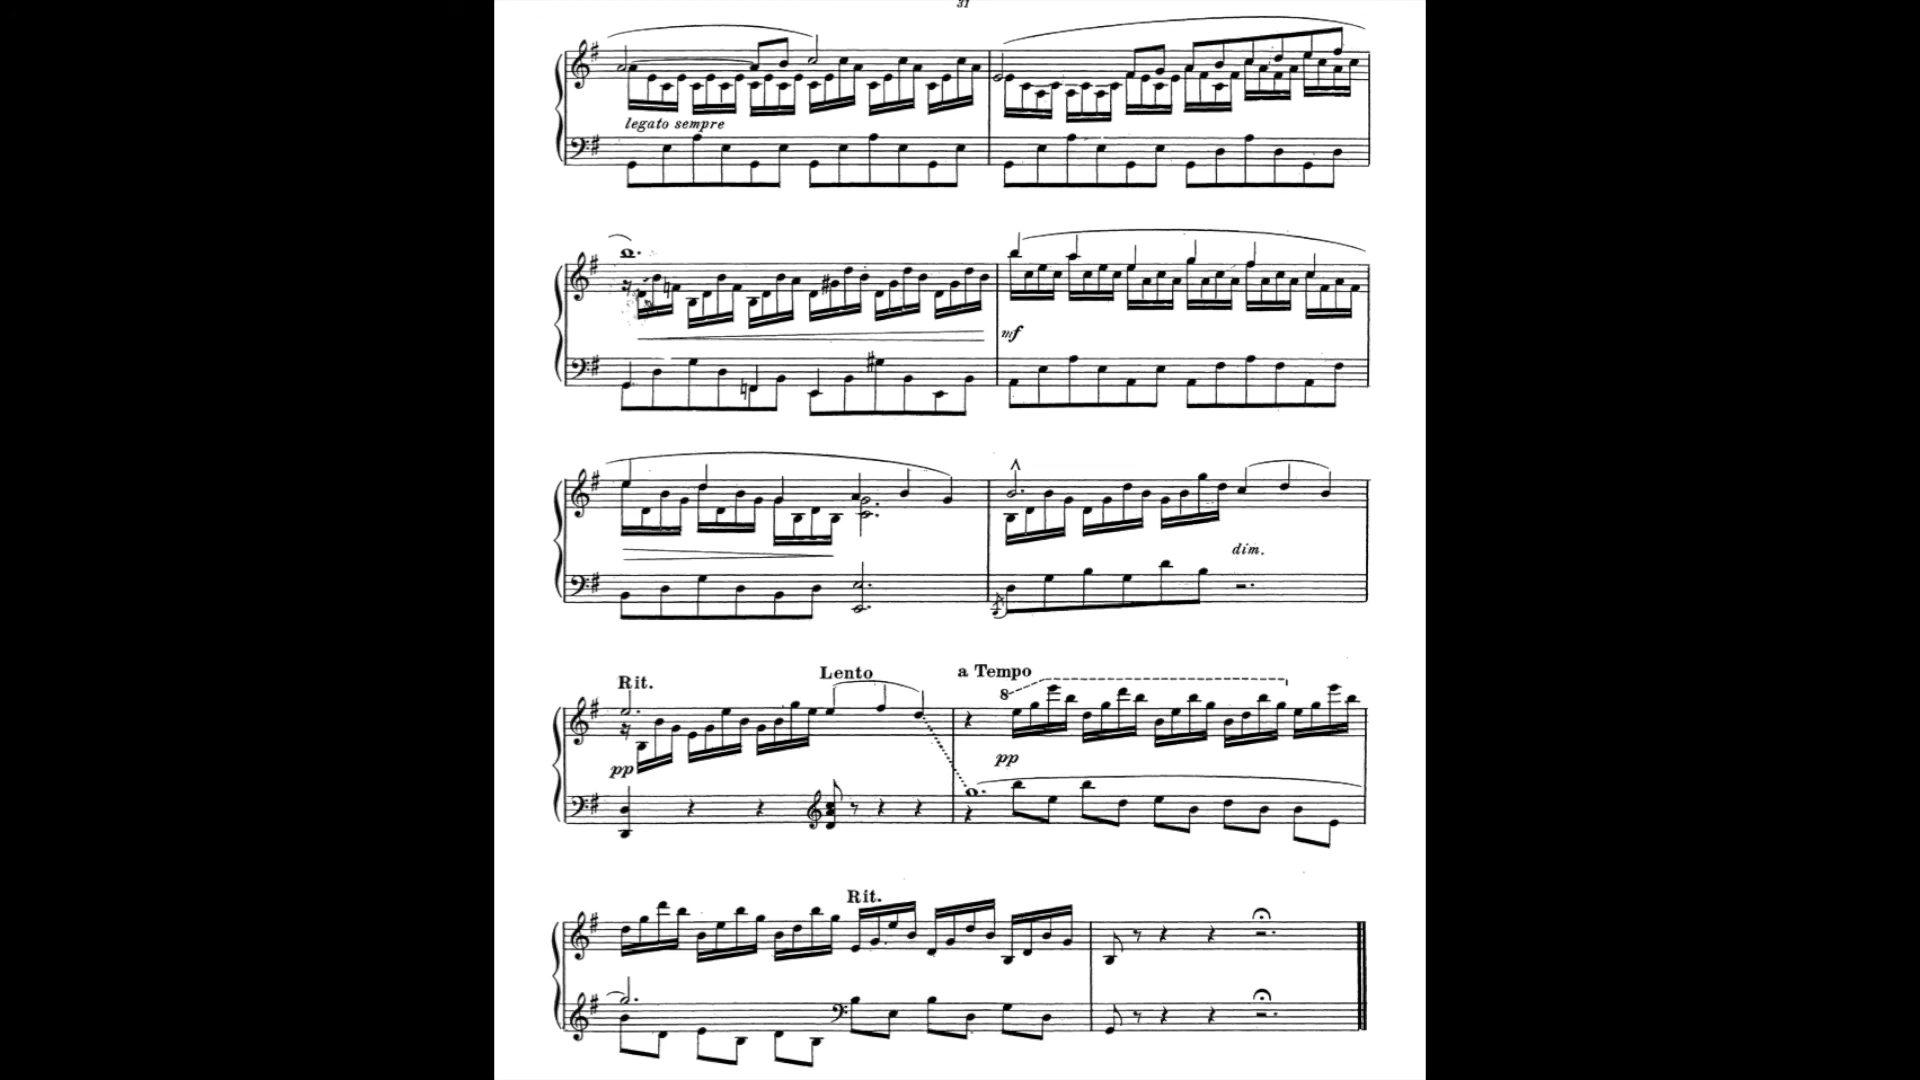 31
legato sempre
mf
dim.
Rit. Lento a Tempo
8
pp pp
Rit.